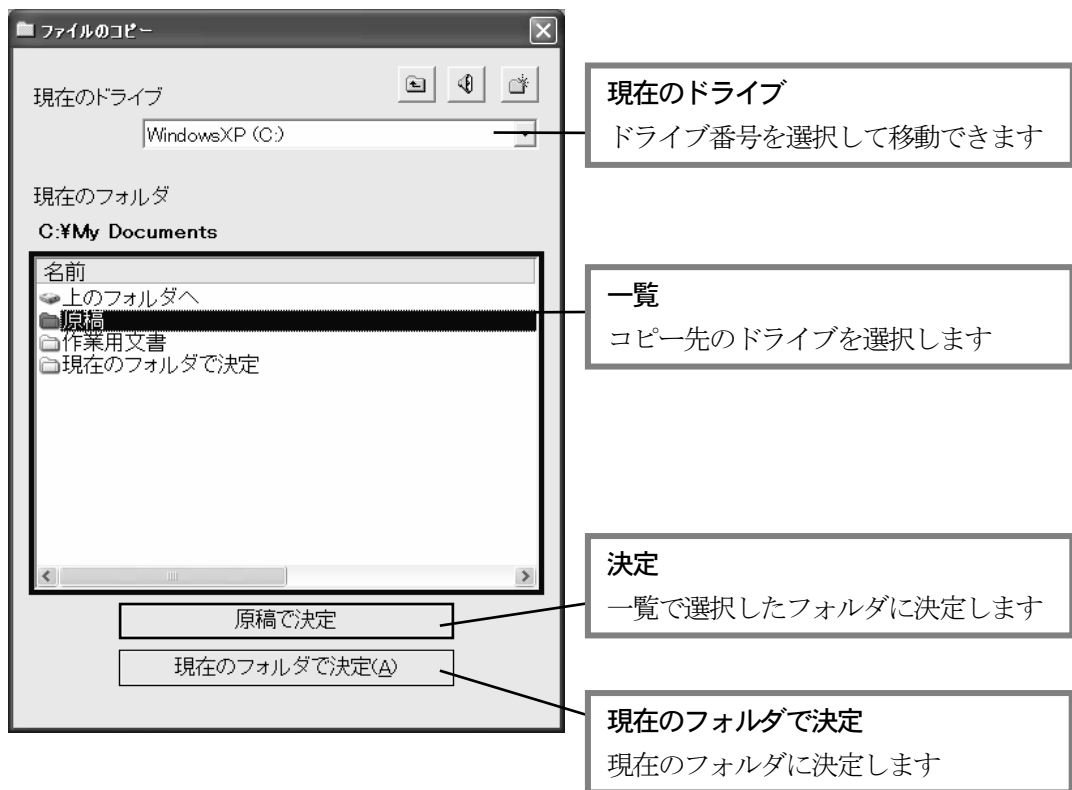 ファイルのコピー
現在のドライブ
WindowsXP (C:)
現在のフォルダ
C:¥My Documents
名前
上のフォルダへ
原稿
作業用文書
現在のフォルダで決定
原稿で決定
現在のフォルダで決定(A)
現在のドライブ
ドライブ番号を選択して移動できます
一覧
コピー先のドライブを選択します
決定
一覧で選択したフォルダに決定します
現在のフォルダで決定
現在のフォルダに決定します